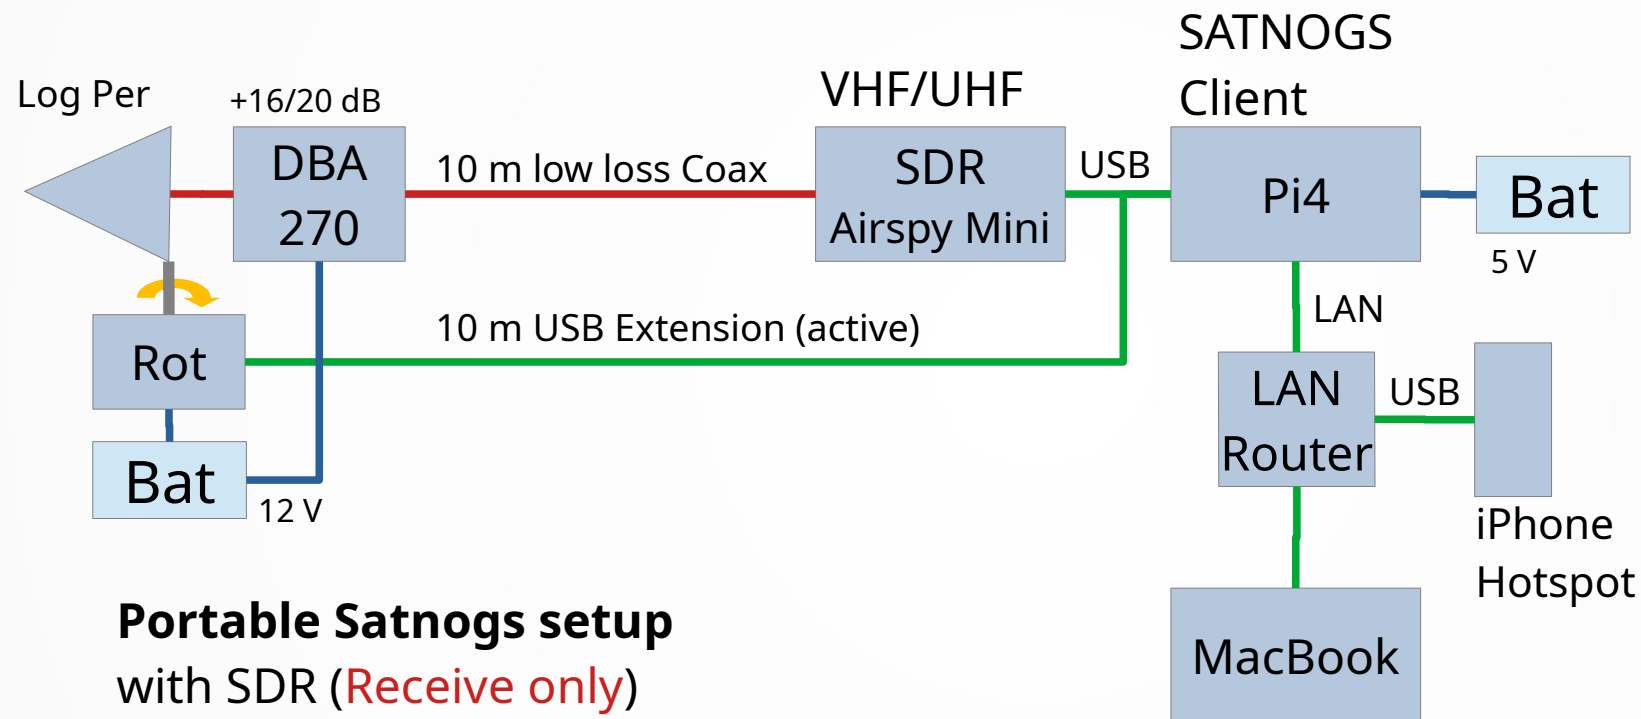 SATNOGS
Client
VHF/UHF
Log Per
+16/20 dB
DBA
270
10 m low loss Coax
SDR
Airspy Mini
USB
Pi4
Bat
5 V
LAN
10 m USB Extension (active)
Rot
LAN
Router
USB
Bat
12 V
iPhone
Hotspot
Portable Satnogs setup
with SDR (Receive only)
MacBook